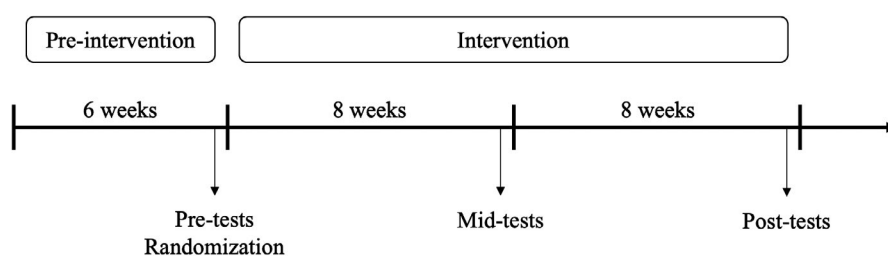 Pre-intervention
Intervention
6 weeks
8 weeks
8 weeks
Pre-tests
Randomization
Mid-tests
Post-tests